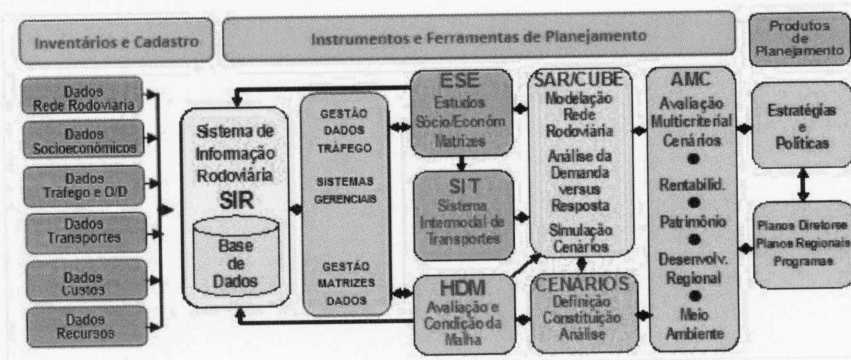 Inventários e Cadastro
Instrumentos e Ferramentas de Planejamento
Produtos
de
Planejamento
Dados
Rede Rodoviária
Dados
Socioeconómicos
Dados
Trafego e O/D
Dados
Transportes
Dados
Custos
Dados
Recursos
Sistema de
Informação
Rodoviária
SIR
Base
de
Dados
GESTÃO
DADOS
TRÁFEGO
SISTEMAS
GERENCIAIS
GESTÃO
MATRIZES
DADOS
ESE
Estudos
Sócio/Econôm
Matrizes
SIT
Sistema
Intermodal de
Transportes
HDM
Avaliação e
Condição da
Malha
SAR/CUBE
Modelação
Rede
Rodoviária
Análise da
Demanda
versus
Resposta
Simulação
Cenários
CENÁRIOS
Definição
Constituição
Análise
AMC
Avaliação
Multicriterial
Cenários
Rentabilid.
Patrimônio
Desenvolv.
Regional
Meio
Ambiente
Estratégias
e
Políticas
Planos Diretores
Planos Regionais
Programas